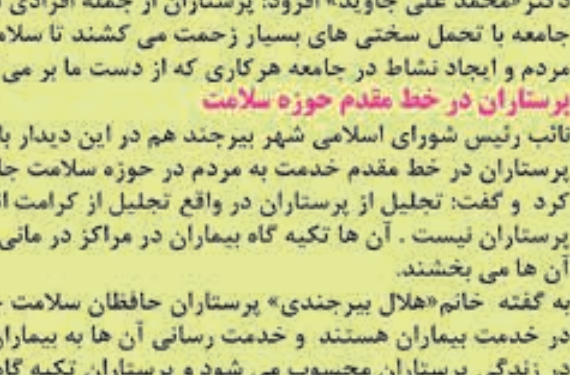 دکتر «محمد علی جاوید» افزود: پرستاران از جمله افرادی
جامعه با تحمل سختی های بسیار زحمت می کشند تا سلام
مردم و ایجاد نشاط در جامعه هر کاری که از دست ما بر می
پرستاران در خط مقدم حوزه سلامت
نائب رئیس شورای اسلامی شهر بیرجند هم در این دیدار با
پرستاران در خط مقدم خدمت به مردم در حوزه سلامت جا
کرد و گفت: تجلیل از پرستاران در واقع تجلیل از کرامت ا
پرستاران نیست . آن ها تکیه گاه بیماران در مراکز در مانی
آن ها می بخشند.
به گفته خانم «هلال بیرجندی» پرستاران حافظان سلامت
در خدمت بیماران هستند و خدمت رسانی آن ها به بیماران
در زندگی پرستاران محسوب می شود و پرستاران تکیه گاه